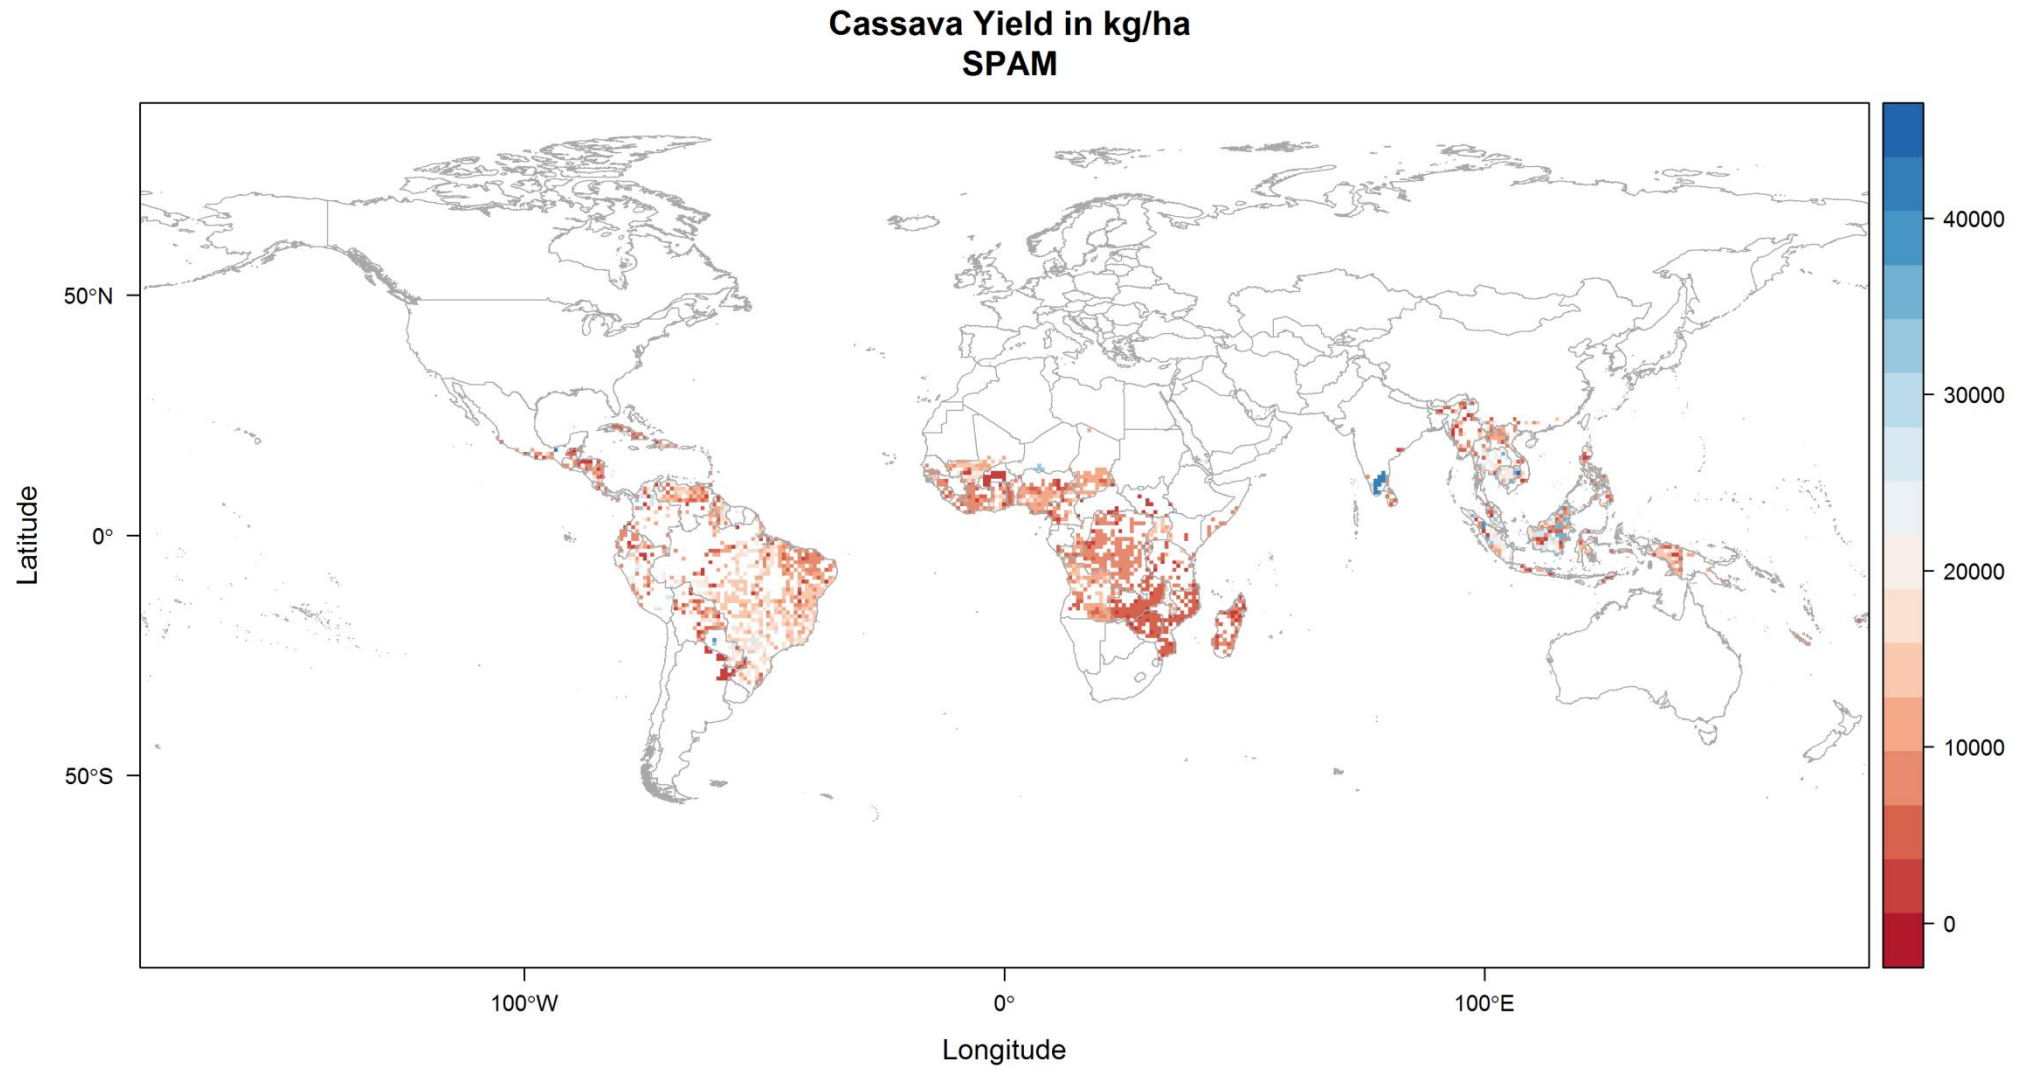 Cassava Yield in kg/ha
SPAM
40000
50°N
30000
Latitude
0°
20000
10000
50°S
0
100°W
0°
100°E
Longitude